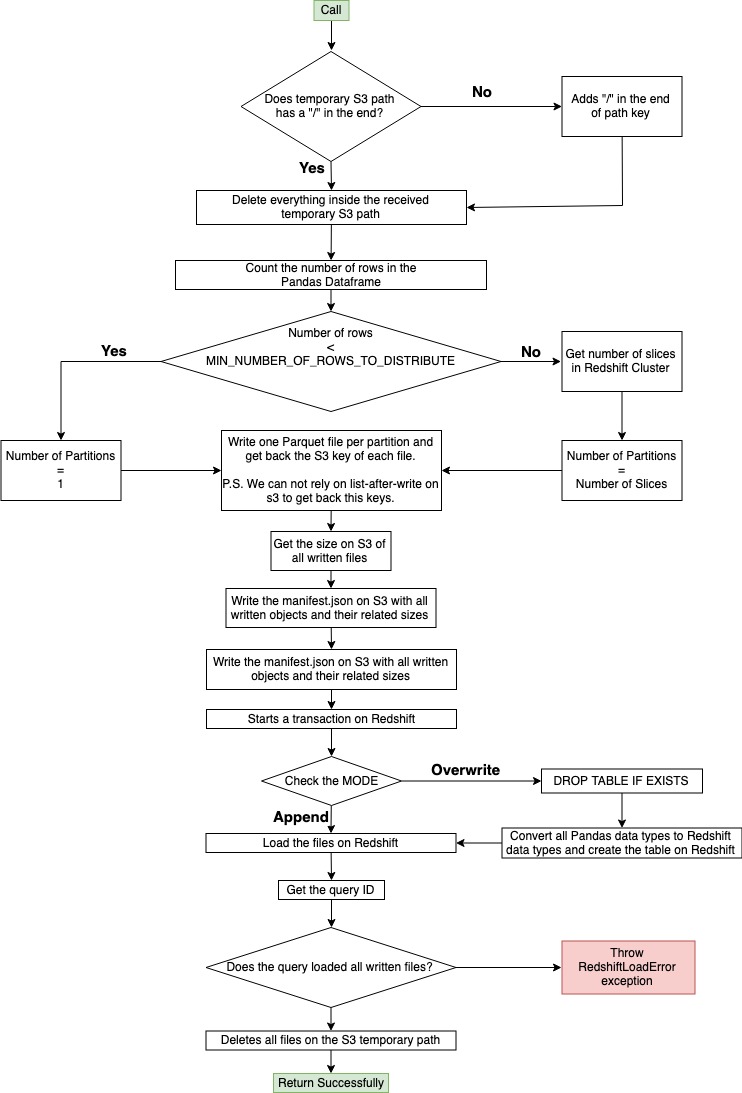 Call
Does temporary S3 path
has a "/" in the end?
No
Adds "/" in the end
of path key
Yes
Delete everything inside the received
temporary S3 path
Count the number of rows in the
Pandas Dataframe
Number of rows
<
MIN_NUMBER_OF_ROWS_TO_DISTRIBUTE
Yes
No
Get number of slices
in Redshift Cluster
Number of Partitions
=
1
Write one Parquet file per partition and
get back the S3 key of each file.
P.S. We can not rely on list-after-write on
s3 to get back this keys.
Number of Partitions
=
Number of Slices
Get the size on S3 of
all written files
Write the manifest.json on S3 with all
written objects and their related sizes
Write the manifest.json on S3 with all written
objects and their related sizes
Starts a transaction on Redshift
Check the MODE
Overwrite
DROP TABLE IF EXISTS
Append
Convert all Pandas data types to Redshift
data types and create the table on Redshift
Load the files on Redshift
Get the query ID
Does the query loaded all written files?
Throw
RedshiftLoadError
exception
Deletes all files on the S3 temporary path
Return Successfully